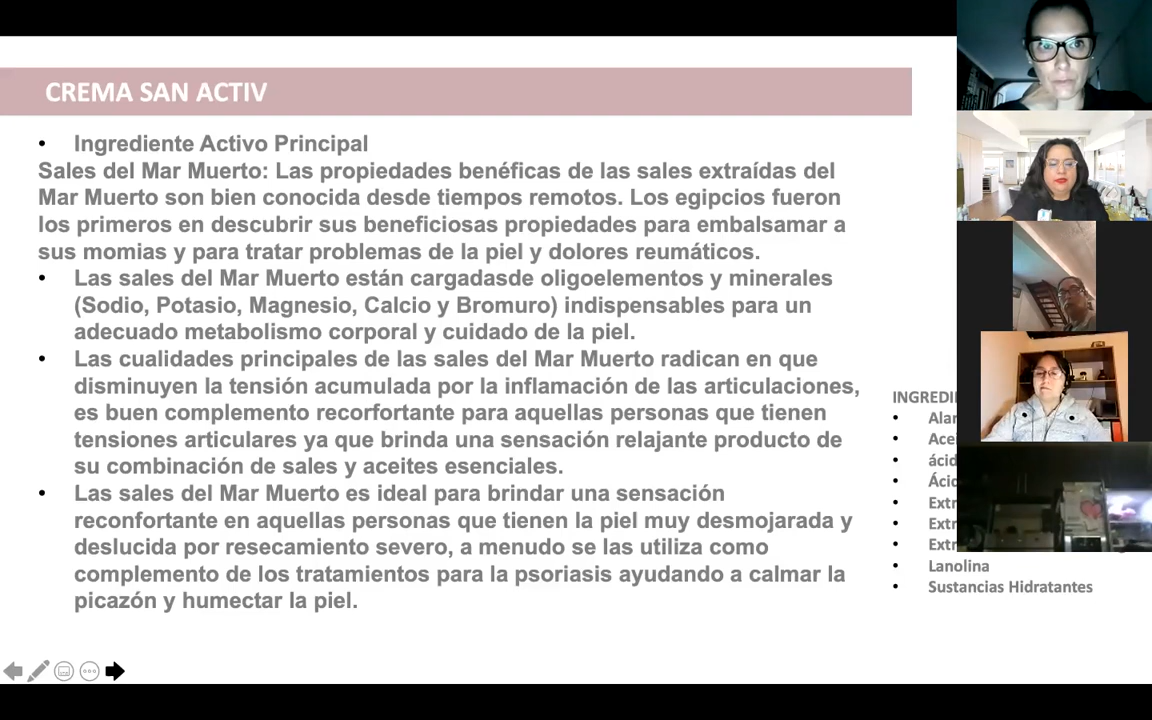 CREMA SAN ACTIV
• Ingrediente Activo Principal
Sales del Mar Muerto: Las propiedades benéficas de las sales extraídas del
Mar Muerto son bien conocida desde tiempos remotos. Los egipcios fueron
los primeros en descubrir sus beneficiosas propiedades para embalsamar a
sus momias y para tratar problemas de la piel y dolores reumáticos.
• Las sales del Mar Muerto están cargadasde oligoelementos y minerales
(Sodio, Potasio, Magnesio, Calcio y Bromuro) indispensables para un
adecuado metabolismo corporal y cuidado de la piel.
• Las cualidades principales de las sales del Mar Muerto radican en que
disminuyen la tensión acumulada por la inflamación de las articulaciones,
es buen complemento recorfortante para aquellas personas que tienen
tensiones articulares ya que brinda una sensación relajante producto de
su combinación de sales y aceites esenciales.
• Las sales del Mar Muerto es ideal para brindar una sensación
reconfortante en aquellas personas que tienen la piel muy desmojarada y
deslucida por resecamiento severo, a menudo se las utiliza como
complemento de los tratamientos para la psoriasis ayudando a calmar la
picazón y humectar la piel.
• Lanolina
• Sustancias Hidratantes